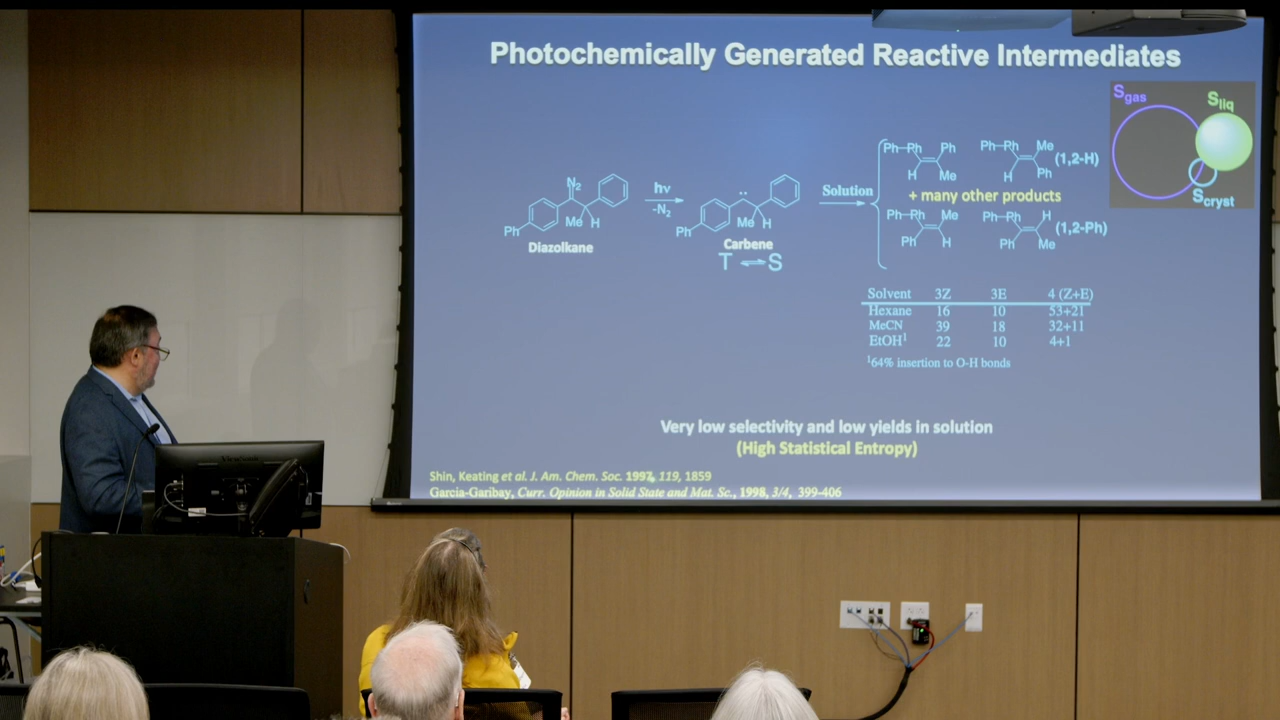 Photochemically Generated Reactive Intermediates
Sgas
Sliq
Scryst
N2
Ph
Me H
Diazolkane
hν
-N2
Ph
Me H
Carbene
T ⇌ S
Solution
Ph-Ph Ph
H Me
Ph-Ph Me
H Ph
(1,2-H)
+ many other products
Ph-Ph Me
Ph H
Ph-Ph H
Ph Me
(1,2-Ph)
Solvent 3Z 3E 4 (Z+E)
Hexane 16 10 53+21
MeCN 39 18 32+11
EtOH1 22 10 4+1
164% insertion to O-H bonds
Very low selectivity and low yields in solution
(High Statistical Entropy)
Shin, Keating et al. J. Am. Chem. Soc. 1997, 119, 1859
Garcia-Garibay, Curr. Opinion in Solid State and Mat. Sc., 1998, 3/4, 399-406
ViewSonic